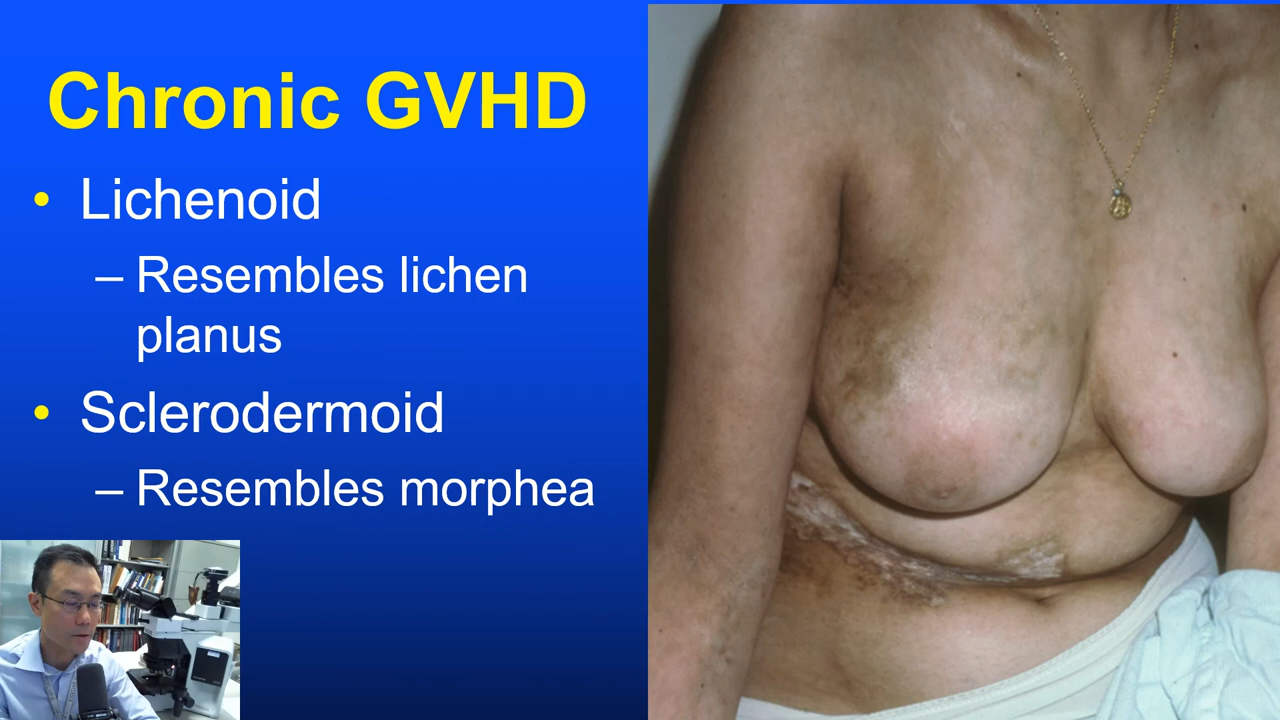 Chronic GVHD
• Lichenoid
– Resembles lichen
planus
• Sclerodermoid
– Resembles morphea